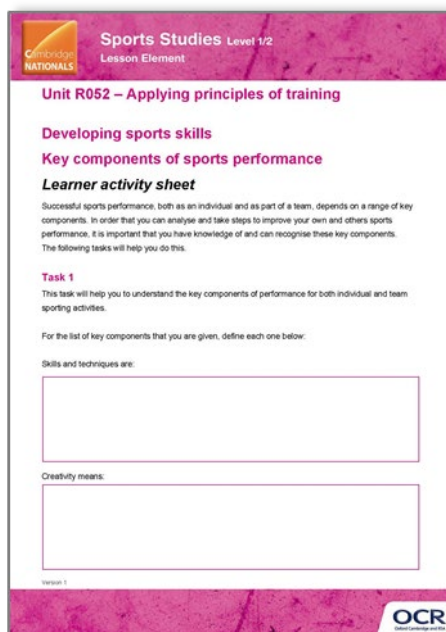 Cambridge
NATIONALS
Sports Studies Level 1/2
Lesson Element
Unit R052 – Applying principles of training
Developing sports skills
Key components of sports performance
Learner activity sheet
Successful sports performance, both as an individual and as part of a team, depends on a range of key
components. In order that you can analyse and take steps to improve your own and others sports
performance, it is important that you have knowledge of and can recognise these key components.
The following tasks will help you do this.
Task 1
This task will help you to understand the key components of performance for both individual and team
sporting activities.
For the list of key components that you are given, define each one below:
Skills and techniques are:
Creativity means:
Version 1
OCR
Oxford Cambridge and RSA